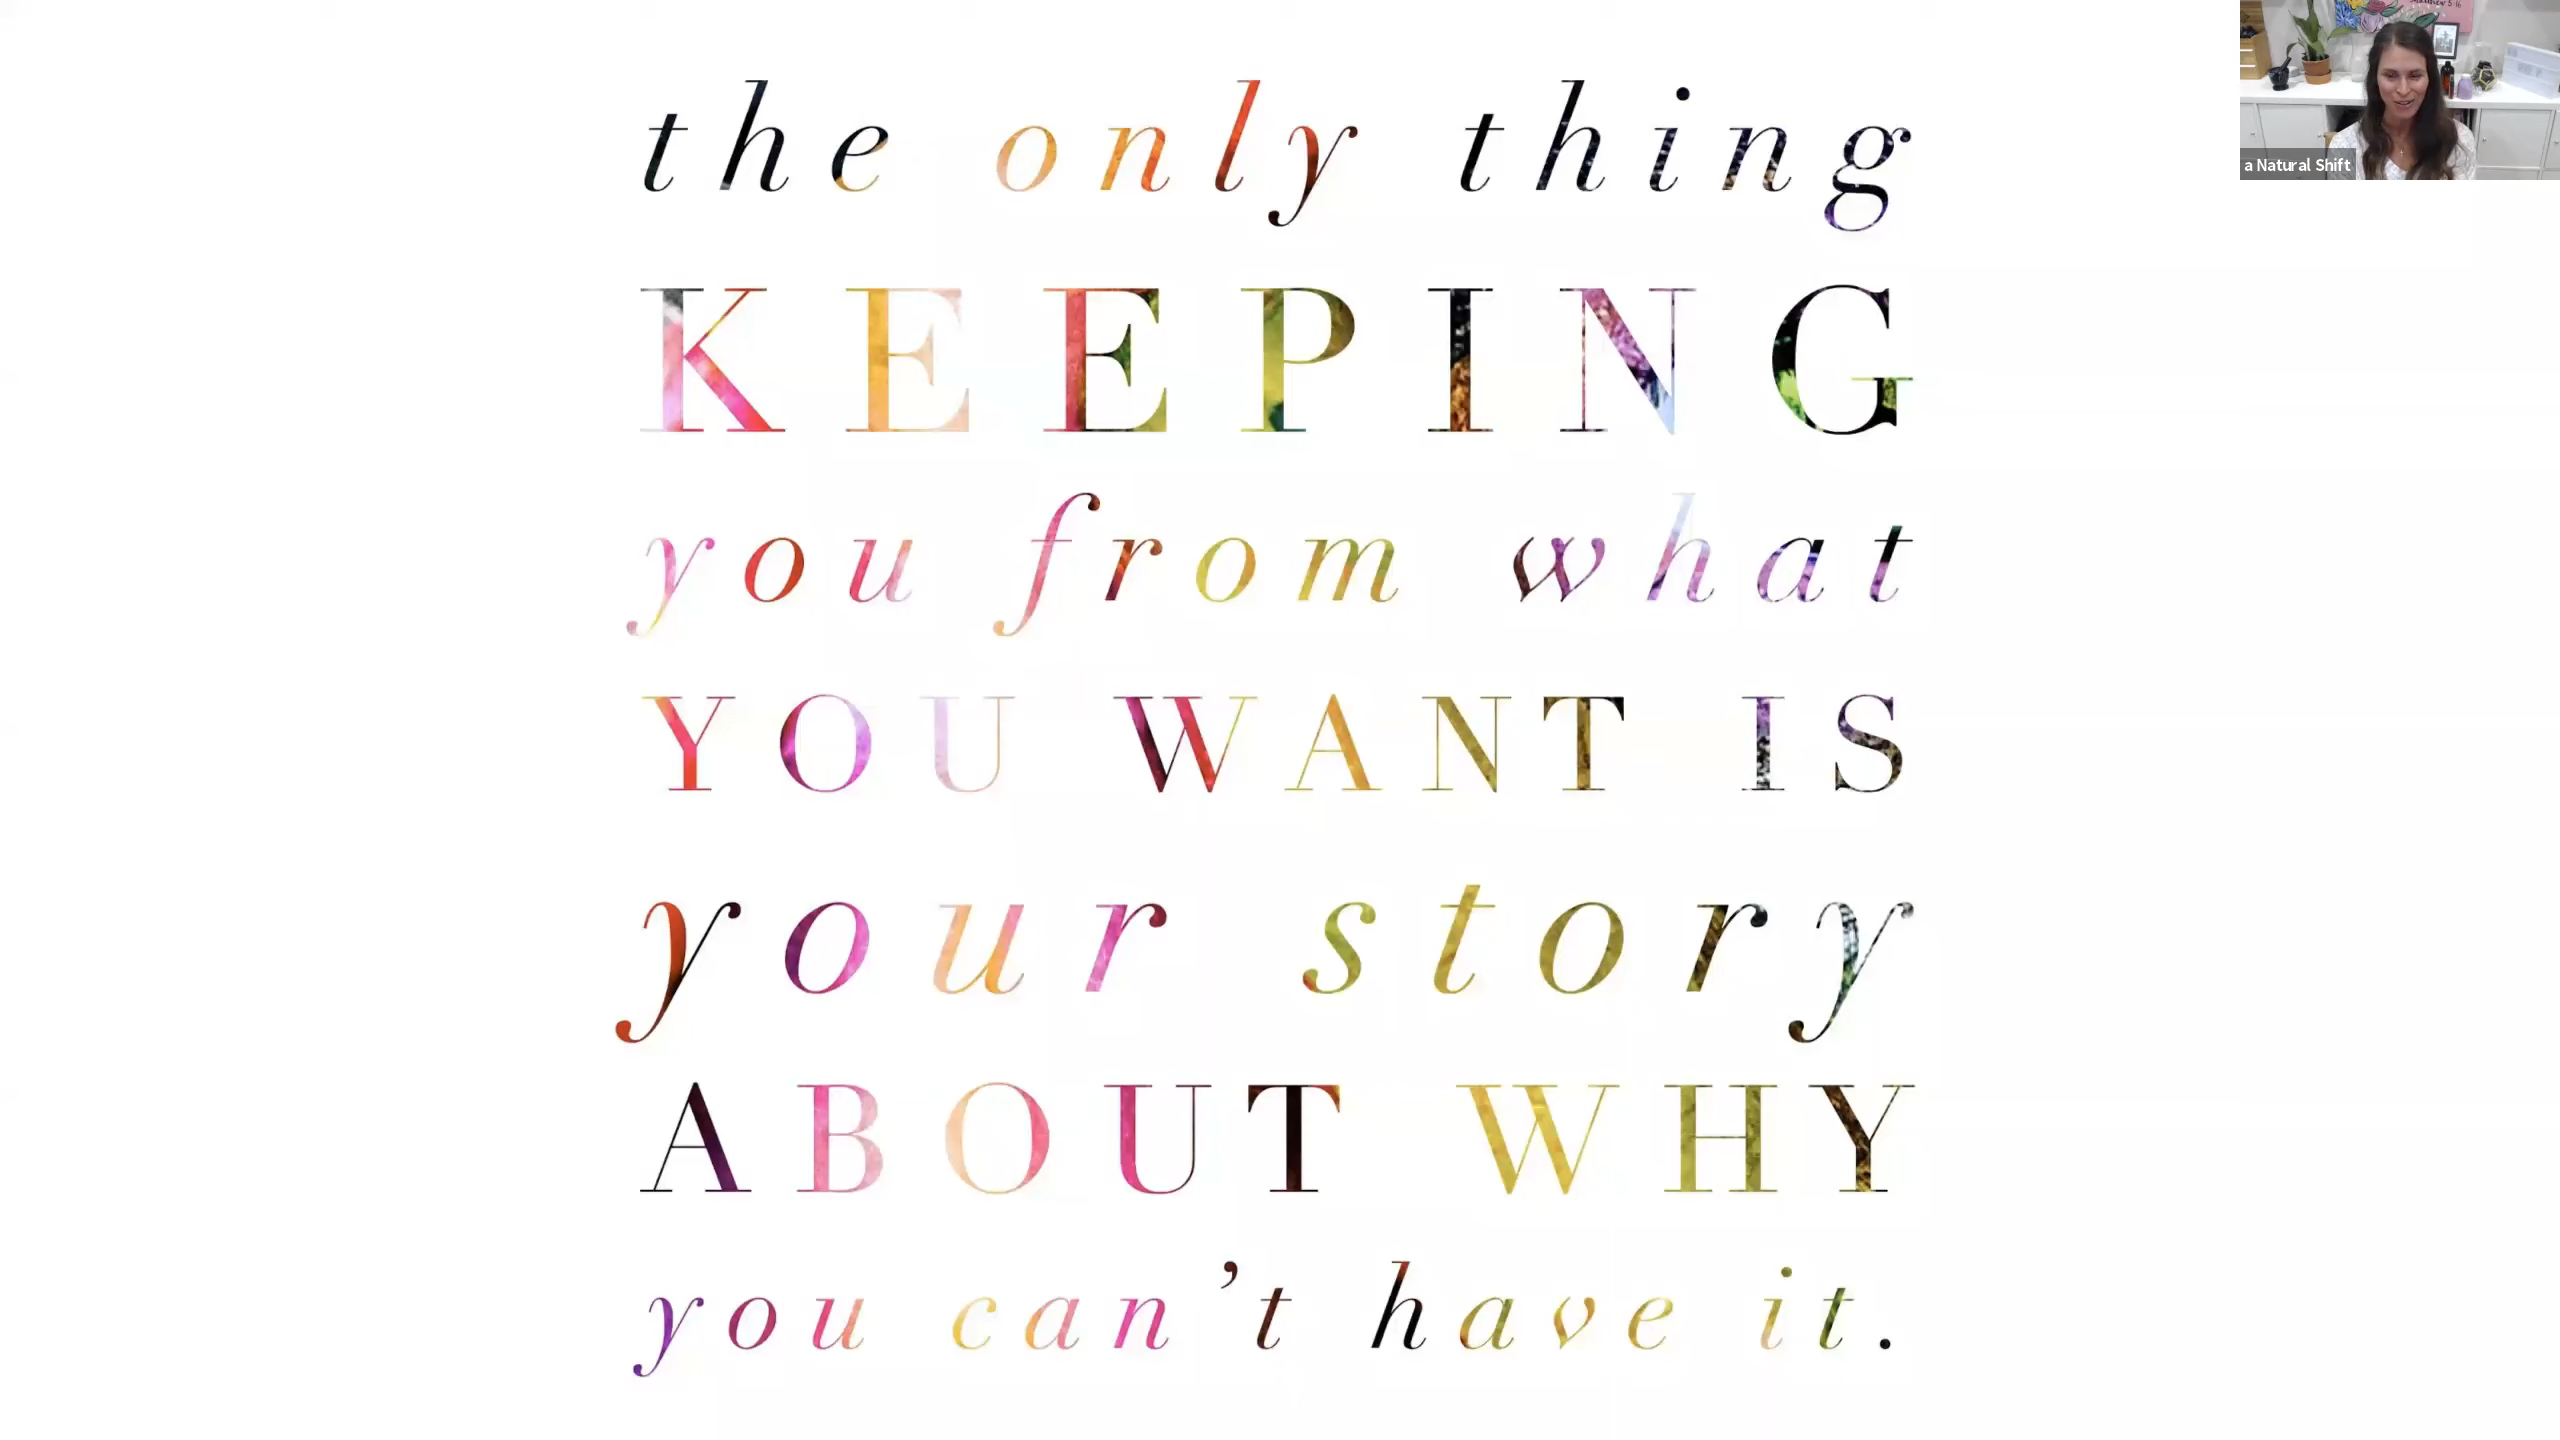 the only thing
KEEPING
you from what
YOU WANT IS
your story
ABOUT WHY
you can’t have it.
a Natural Shift